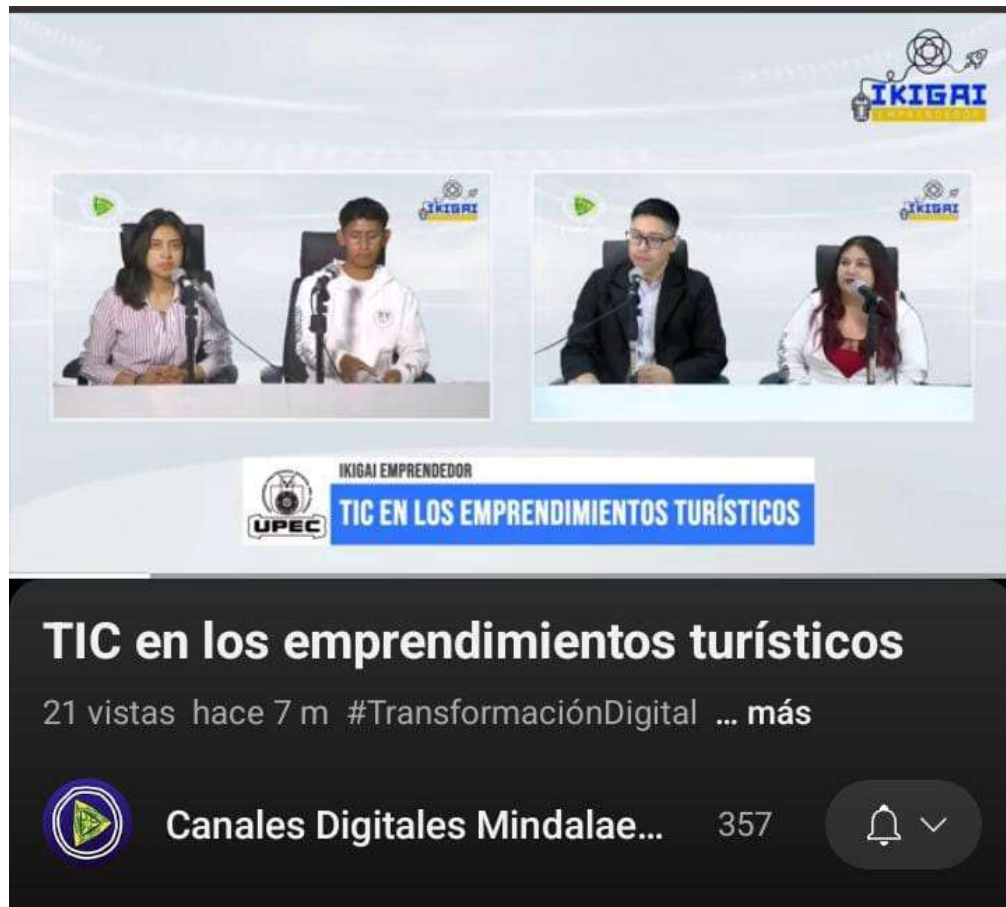 IKIGAI
EMPRENDEDOR
IKIGAI
IKIGAI
IKIGAI EMPRENDEDOR
UPEC
TIC EN LOS EMPRENDIMIENTOS TURÍSTICOS
TIC en los emprendimientos turísticos
21 vistas hace 7 m #TransformaciónDigital ... más
Canales Digitales Mindalae... 357